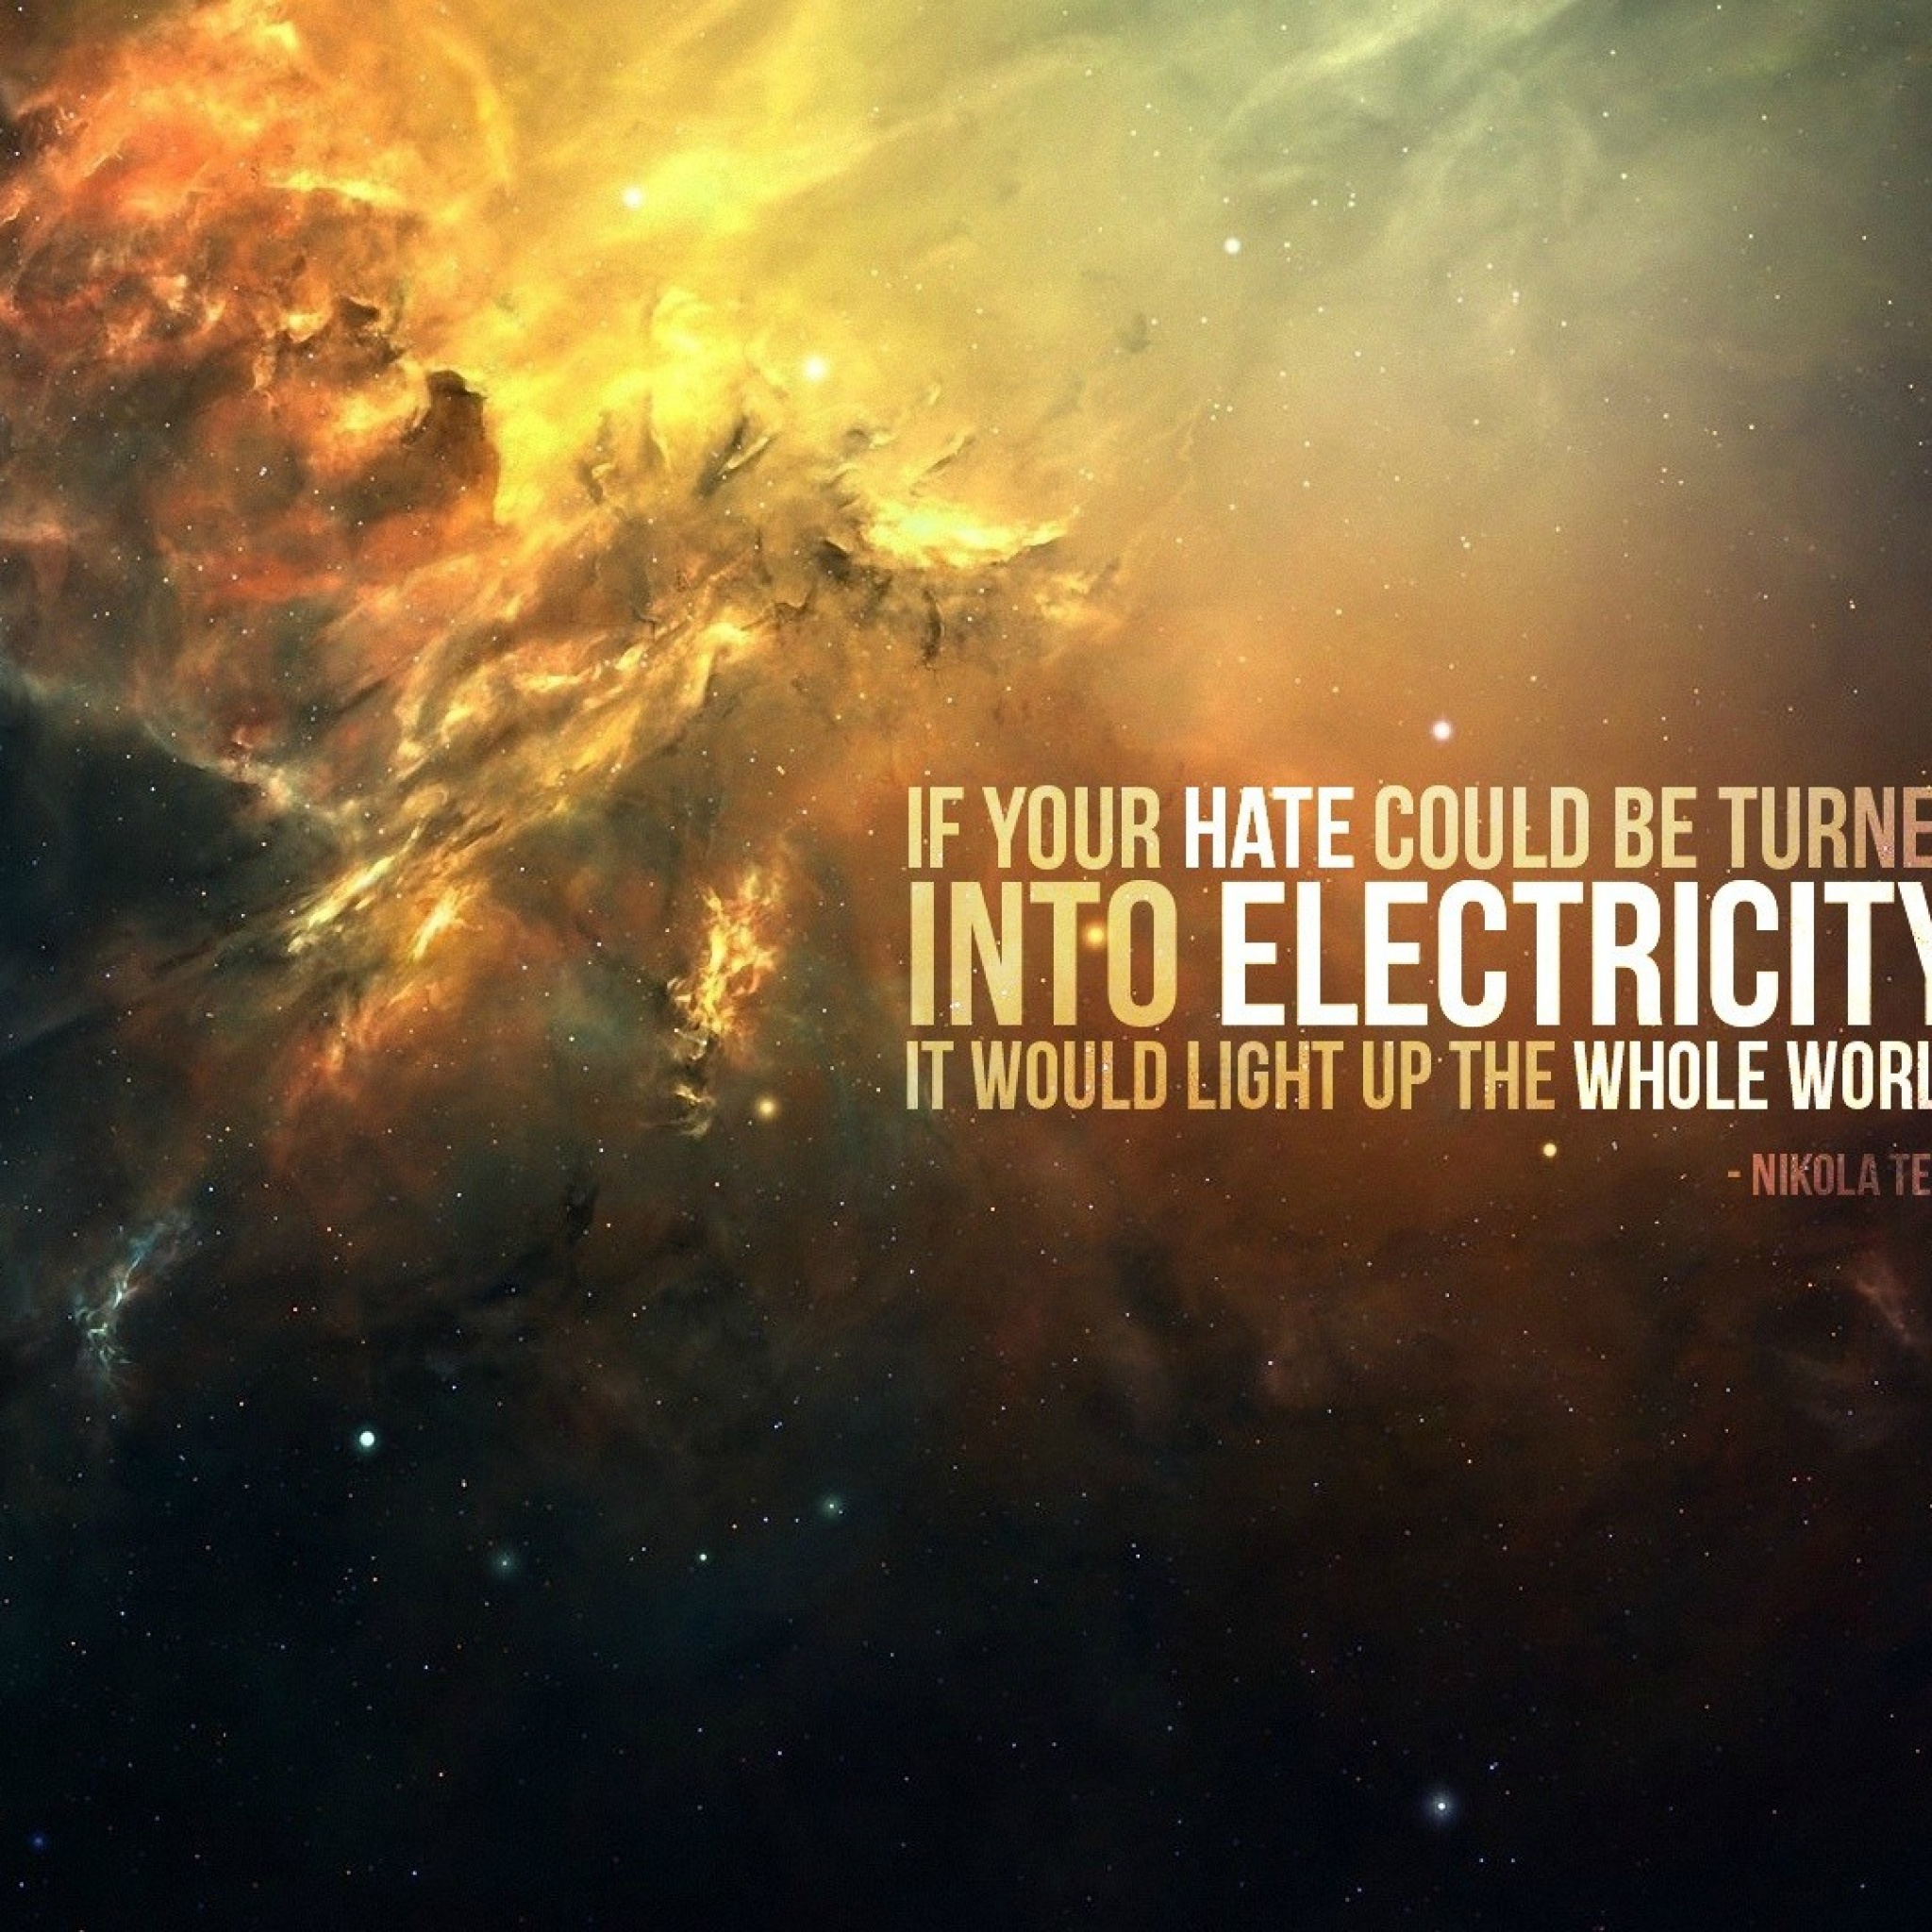 IF YOUR HATE COULD BE TURNE
INTO ELECTRICITY
IT WOULD LIGHT UP THE WHOLE WORL
- NIKOLA TE